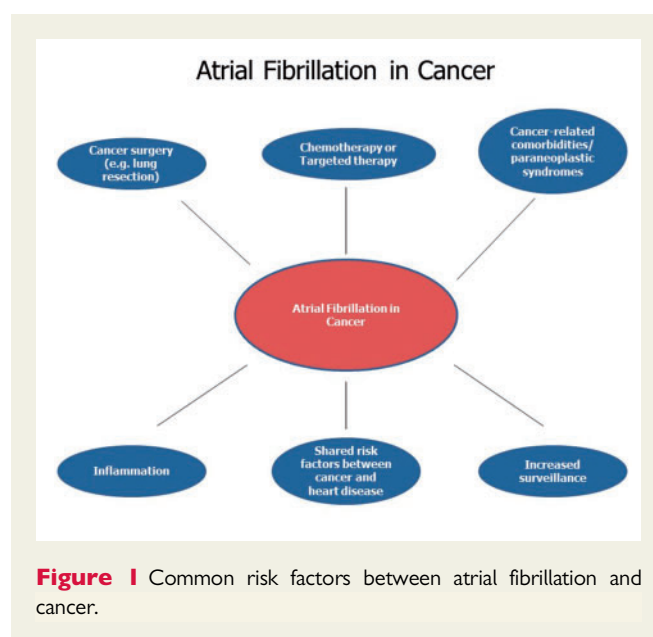 Atrial Fibrillation in Cancer
Cancer surgery
(e.g. lung
resection)
Chemotherapy or
Targeted therapy
Cancer-related
comorbidities/
paraneoplastic
syndromes
Atrial Fibrillation in
Cancer
Inflammation
Shared risk
factors between
cancer and
heart disease
Increased
surveillance
Figure 1 Common risk factors between atrial fibrillation and
cancer.